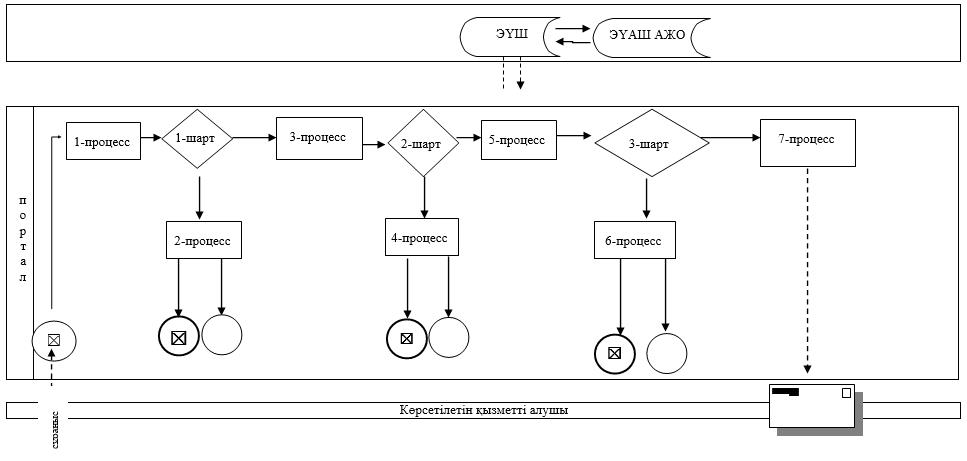 ЭҮШ
ЭҮАШ АЖО
1-процесс
1-шарт
3-процесс
2-шарт
5-процесс
3-шарт
7-процесс
портал
2-процесс
4-процесс
6-процесс
Көрсетілетін қызметті алушы